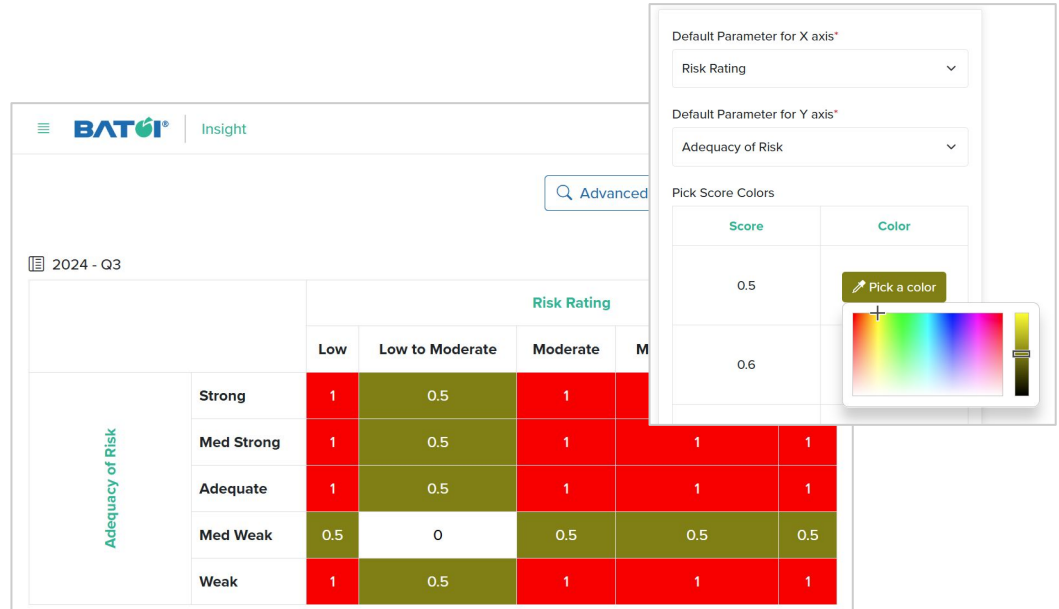 BATOI®
Insight
Advanced
2024 - Q3
Risk Rating
Low Low to Moderate Moderate M
Adequacy of Risk
Strong 1 0.5 1
Med Strong 1 0.5 1 1 1
Adequate 1 0.5 1 1 1
Med Weak 0.5 0 0.5 0.5 0.5
Weak 1 0.5 1 1 1
Default Parameter for X axis*
Risk Rating
Default Parameter for Y axis*
Adequacy of Risk
Pick Score Colors
Score Color
0.5 Pick a color
0.6